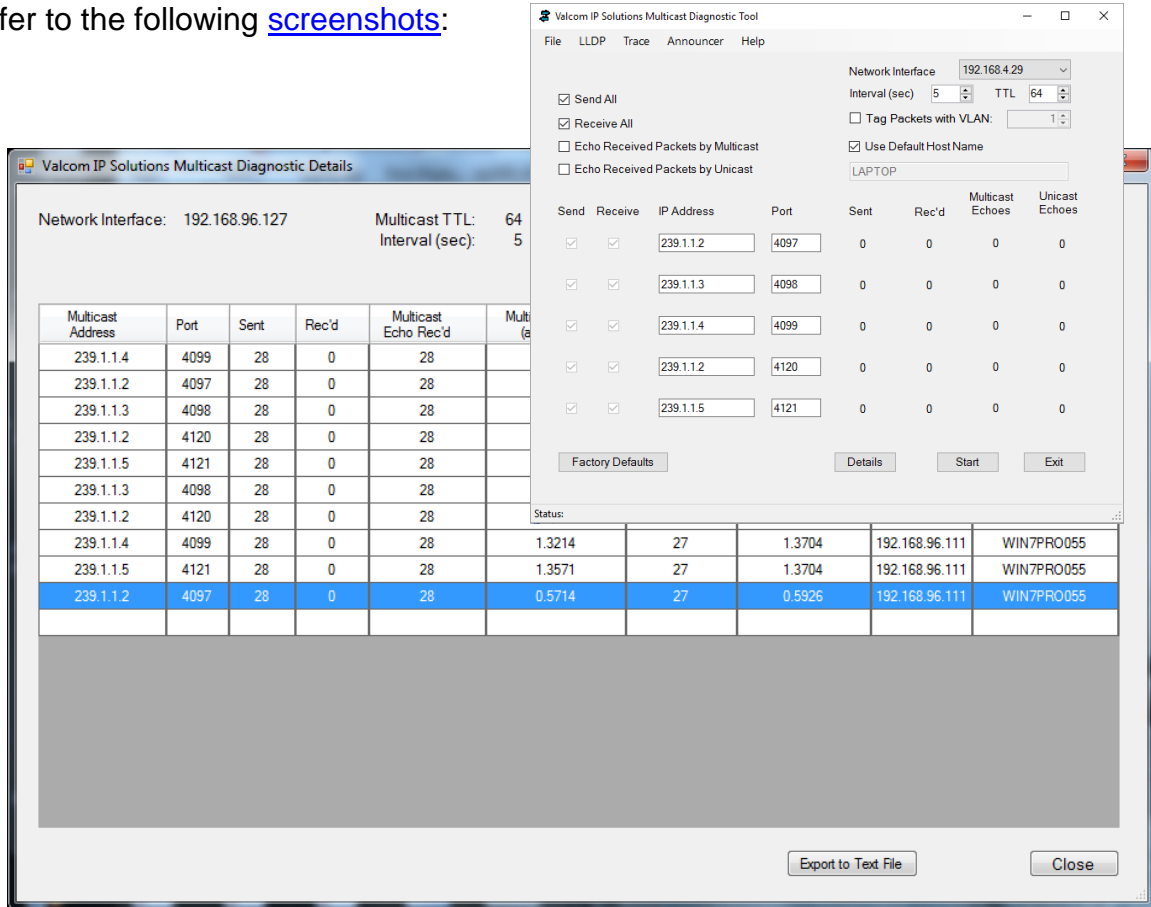 fer to the following screenshots:
Valcom IP Solutions Multicast Diagnostic Tool
File LLDP Trace Announcer Help
Network Interface 192.168.4.29
Send All
Interval (sec) 5 TTL 64
Receive All
Tag Packets with VLAN: 1
Echo Received Packets by Multicast
Use Default Host Name
Echo Received Packets by Unicast
LAPTOP
Send Receive IP Address Port Sent Rec'd Multicast Echoes Unicast Echoes
239.1.1.2 4097 0 0 0 0
239.1.1.3 4098 0 0 0 0
239.1.1.4 4099 0 0 0 0
239.1.1.2 4120 0 0 0 0
239.1.1.5 4121 0 0 0 0
Factory Defaults Details Start Exit
Status:
Valcom IP Solutions Multicast Diagnostic Details
Network Interface: 192.168.96.127 Multicast TTL: 64
Interval (sec): 5
Multicast Address Port Sent Rec'd Multicast Echo Rec'd
239.1.1.4 4099 28 0 28
239.1.1.2 4097 28 0 28
239.1.1.3 4098 28 0 28
239.1.1.2 4120 28 0 28
239.1.1.5 4121 28 0 28
239.1.1.3 4098 28 0 28
239.1.1.2 4120 28 0 28
239.1.1.4 4099 28 0 28 1.3214 27 1.3704 192.168.96.111 WIN7PRO055
239.1.1.5 4121 28 0 28 1.3571 27 1.3704 192.168.96.111 WIN7PRO055
239.1.1.2 4097 28 0 28 0.5714 27 0.5926 192.168.96.111 WIN7PRO055
Export to Text File Close